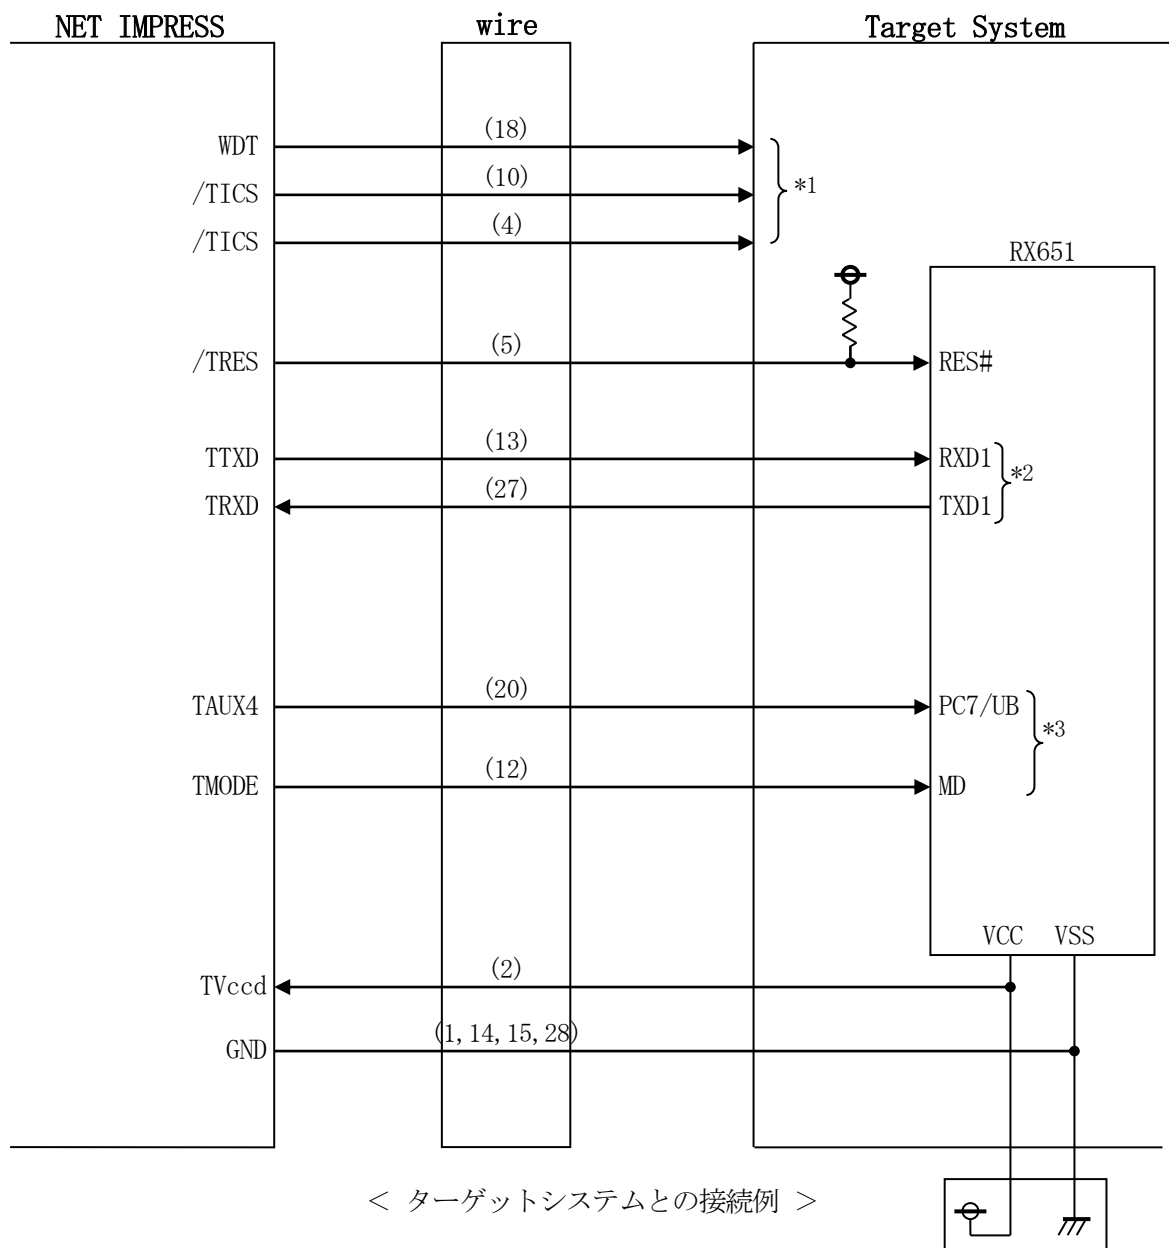 NET IMPRESS wire Target System
WDT (18)
/TICS (10) *1
/TICS (4)
RX651
/TRES (5) RES#
TTXD (13) RXD1
*2
TRXD (27) TXD1
TAUX4 (20) PC7/UB
*3
TMODE (12) MD
VCC VSS
TVccd (2)
GND (1,14,15,28)
＜ ターゲットシステムとの接続例 ＞